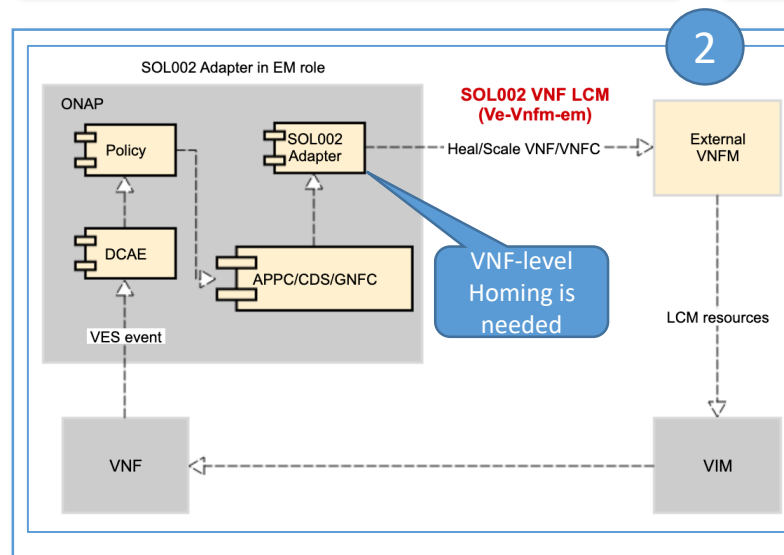 2
SOL002 Adapter in EM role
ONAP
SOL002 VNF LCM
(Ve-Vnfm-em)
Policy
SOL002
Adapter
Heal/Scale VNF/VNFC
External
VNFM
DCAE
APPC/CDS/GNFC
VNF-level
Homing is
needed
VES event
LCM resources
VNF
VIM